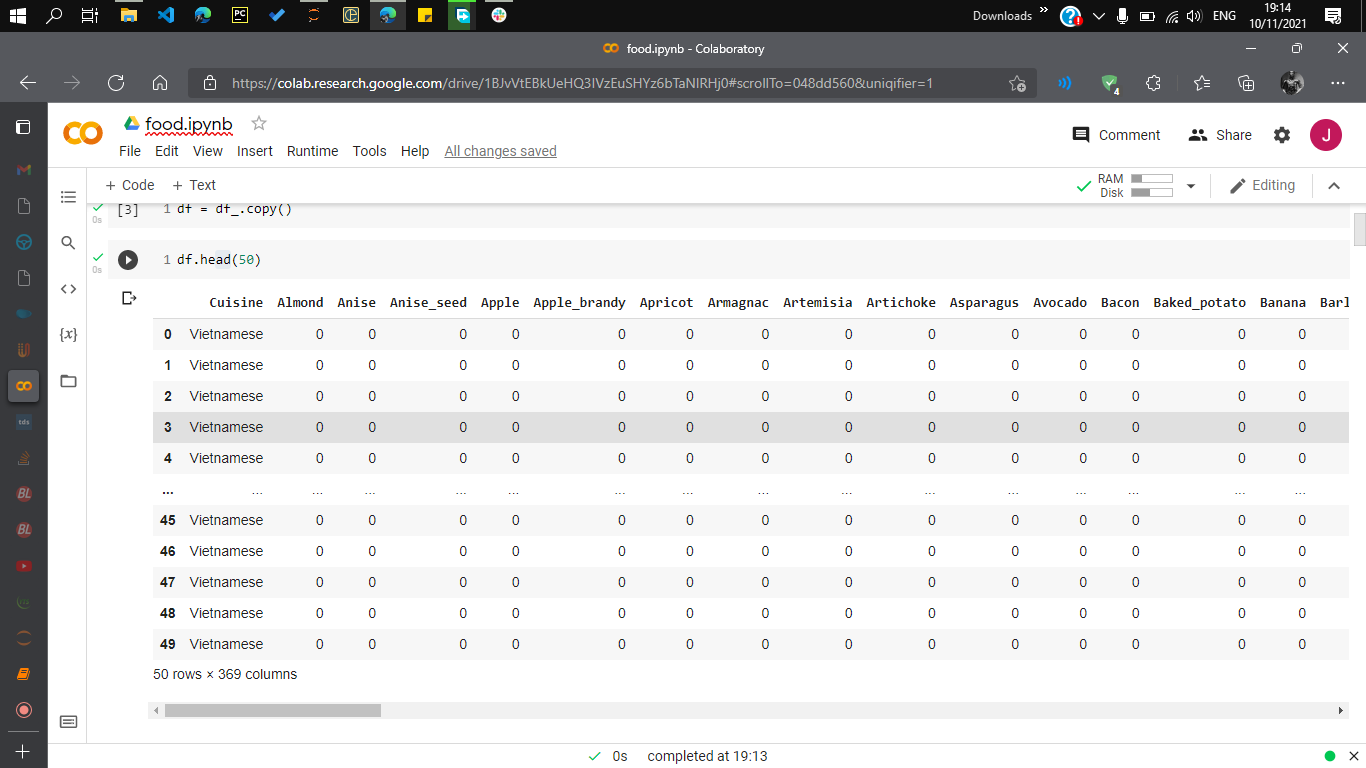 Downloads » ENG 19:14
10/11/2021
food.ipynb - Colaboratory
https://colab.research.google.com/drive/1BJvVtEBkUeHQ3IVzEuSHYz6bTaNIRHj0#scrollTo=048dd560&uniqifier=1
4
food.ipynb
File Edit View Insert Runtime Tools Help All changes saved
Comment Share J
+ Code + Text
RAM
Disk
Editing
[3] 1 df = df_.copy()
0s
1 df.head(50)
0s
Cuisine Almond Anise Anise_seed Apple Apple_brandy Apricot Armagnac Artemisia Artichoke Asparagus Avocado Bacon Baked_potato Banana Barl
0 Vietnamese 0 0 0 0 0 0 0 0 0 0 0 0 0 0
1 Vietnamese 0 0 0 0 0 0 0 0 0 0 0 0 0 0
2 Vietnamese 0 0 0 0 0 0 0 0 0 0 0 0 0 0
3 Vietnamese 0 0 0 0 0 0 0 0 0 0 0 0 0 0
4 Vietnamese 0 0 0 0 0 0 0 0 0 0 0 0 0 0
... ... ... ... ... ... ... ... ... ... ... ... ... ... ... ...
45 Vietnamese 0 0 0 0 0 0 0 0 0 0 0 0 0 0
46 Vietnamese 0 0 0 0 0 0 0 0 0 0 0 0 0 0
47 Vietnamese 0 0 0 0 0 0 0 0 0 0 0 0 0 0
48 Vietnamese 0 0 0 0 0 0 0 0 0 0 0 0 0 0
49 Vietnamese 0 0 0 0 0 0 0 0 0 0 0 0 0 0
50 rows × 369 columns
{x}
PC
tds
BL
BL
0s completed at 19:13